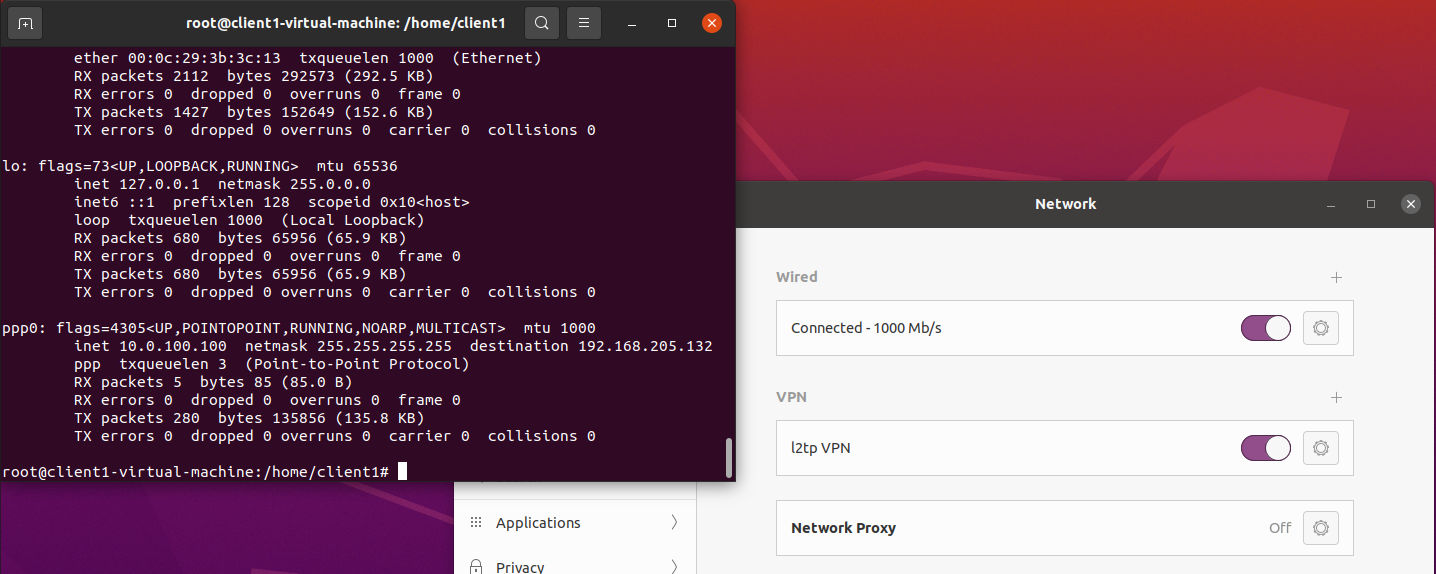 root@client1-virtual-machine: /home/client1
ether 00:0c:29:3b:3c:13  txqueuelen 1000  (Ethernet)
RX packets 2112  bytes 292573 (292.5 KB)
RX errors 0  dropped 0  overruns 0  frame 0
TX packets 1427  bytes 152649 (152.6 KB)
TX errors 0  dropped 0 overruns 0  carrier 0  collisions 0
lo: flags=73<UP,LOOPBACK,RUNNING>  mtu 65536
inet 127.0.0.1  netmask 255.0.0.0
inet6 ::1  prefixlen 128  scopeid 0x10<host>
loop  txqueuelen 1000  (Local Loopback)
RX packets 680  bytes 65956 (65.9 KB)
RX errors 0  dropped 0  overruns 0  frame 0
TX packets 680  bytes 65956 (65.9 KB)
TX errors 0  dropped 0 overruns 0  carrier 0  collisions 0
ppp0: flags=4305<UP,POINTOPOINT,RUNNING,NOARP,MULTICAST>  mtu 1000
inet 10.0.100.100  netmask 255.255.255.255  destination 192.168.205.132
ppp  txqueuelen 3  (Point-to-Point Protocol)
RX packets 5  bytes 85 (85.0 B)
RX errors 0  dropped 0  overruns 0  frame 0
TX packets 280  bytes 135856 (135.8 KB)
TX errors 0  dropped 0 overruns 0  carrier 0  collisions 0
root@client1-virtual-machine:/home/client1#
Network
Wired
Connected - 1000 Mb/s
VPN
l2tp VPN
Network Proxy
Off
Applications
Privacy